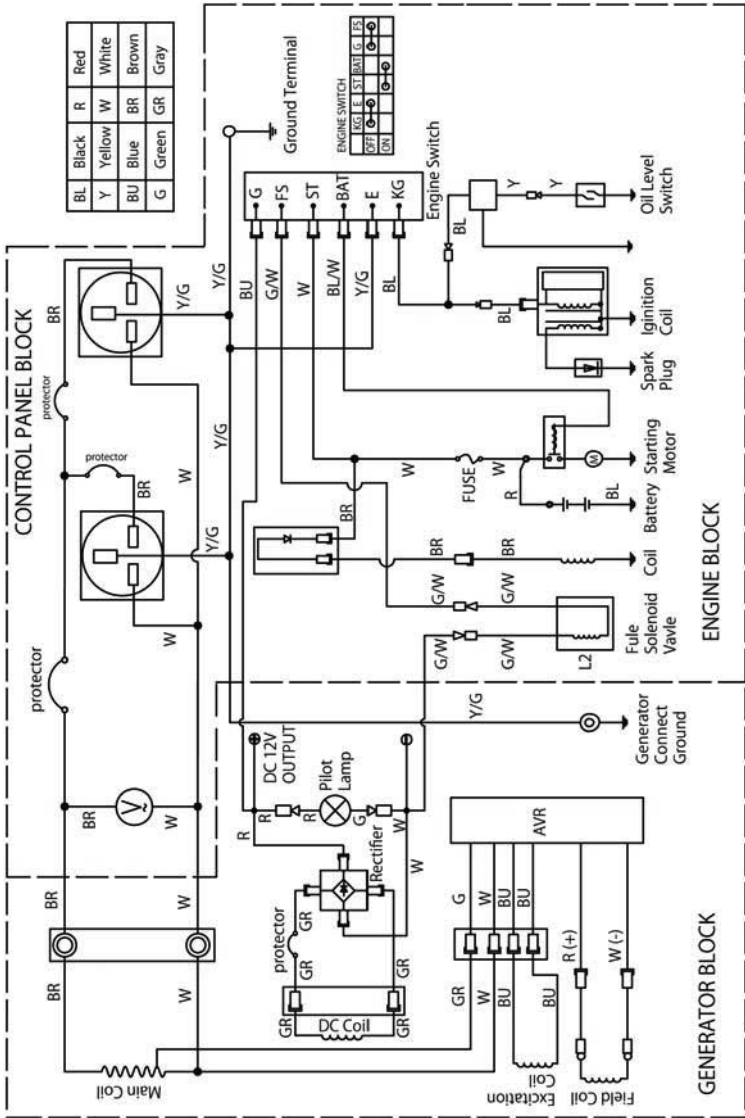 BL Black R Red
Y Yellow W White
BU Blue BR Brown
G Green GR Gray
CONTROL PANEL BLOCK
protector
protector
protector
BR
BR
BR
BR
W
W
W
W
Y/G
Y/G
Y/G
Y/G
V~
Ground Terminal
ENGINE SWITCH
KG E ST BAT G FS
OFF
ON
Engine Switch
G
FS
ST
BAT
E
KG
BU
G/W
W
BL/W
Y/G
BL
BL
BL
Y
Y
Oil Level
Switch
Iginition
Coil
Spark
Plug
M
Starting
Motor
FUSE
W
W
R
BL
Battery
BR
BR
BR
Coil
G/W
G/W
G/W
G/W
L2
Fule
Solenoid
Vavle
ENGINE BLOCK
Y/G
Generator
Connect
Ground
DC 12V
OUTPUT
Pilot
Lamp
R
R
R
G
W
W
Rectifier
protector
GR
GR
GR
GR
GR
DC Coil
BR
W
Main Coil
AVR
G
W
BU
BU
GR
W
BU
BU
R (+)
W (-)
Excitation
Coil
Field Coil
GENERATOR BLOCK